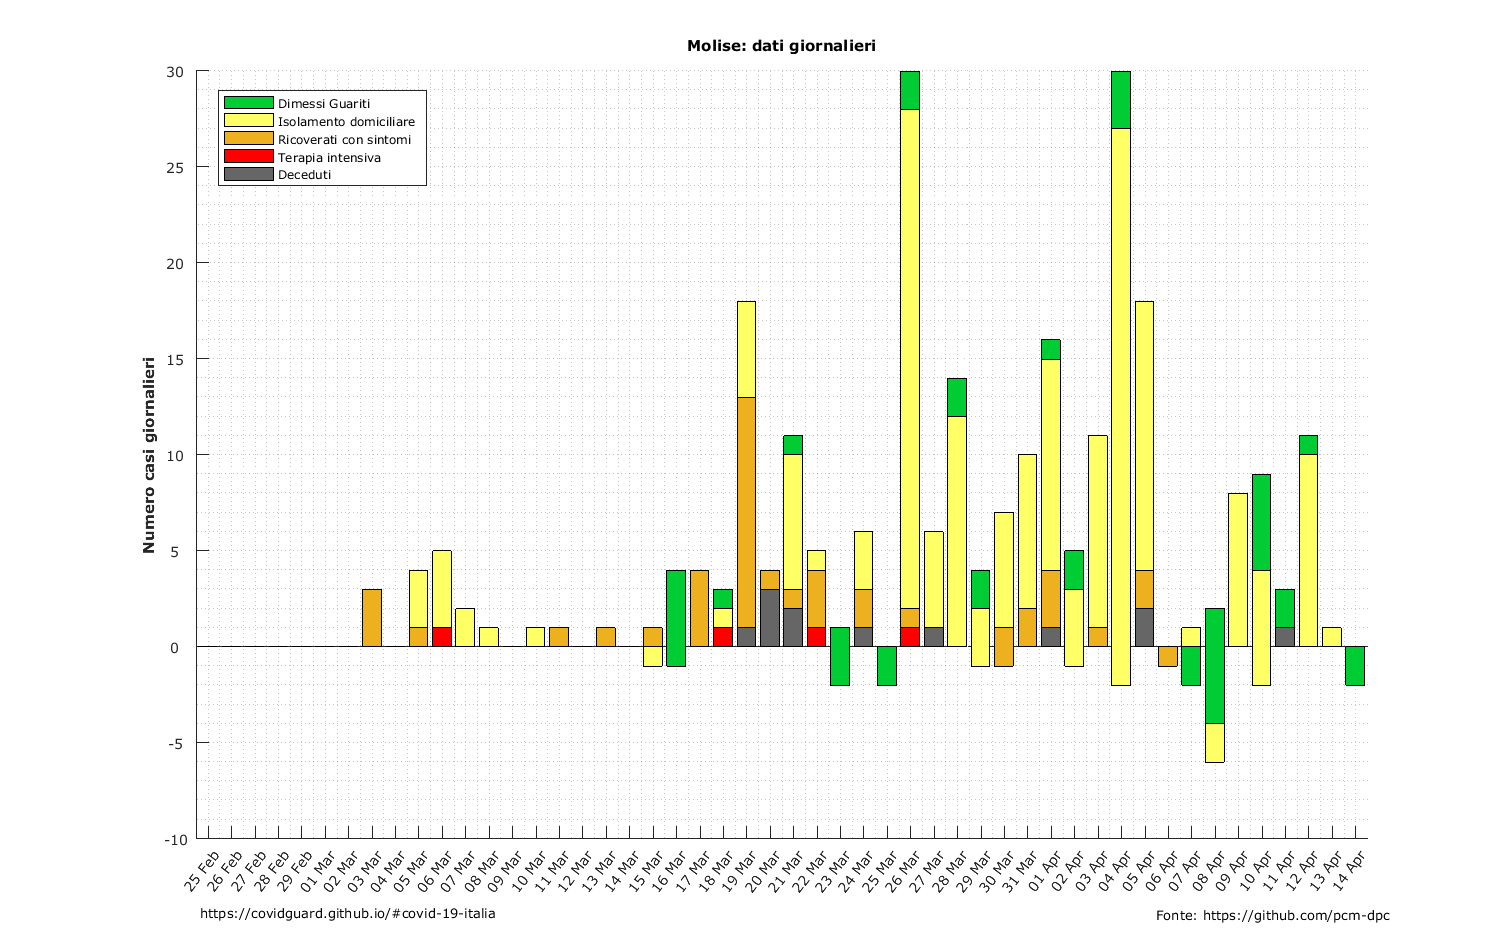 Molise: dati giornalieri
30
25
20
15
10
5
0
-5
-10
Numero casi giornalieri
Dimessi Guariti
Isolamento domiciliare
Ricoverati con sintomi
Terapia intensiva
Deceduti
25 Feb
26 Feb
27 Feb
28 Feb
29 Feb
01 Mar
02 Mar
03 Mar
04 Mar
05 Mar
06 Mar
07 Mar
08 Mar
09 Mar
10 Mar
11 Mar
12 Mar
13 Mar
14 Mar
15 Mar
16 Mar
17 Mar
18 Mar
19 Mar
20 Mar
21 Mar
22 Mar
23 Mar
24 Mar
25 Mar
26 Mar
27 Mar
28 Mar
29 Mar
30 Mar
31 Mar
01 Apr
02 Apr
03 Apr
04 Apr
05 Apr
06 Apr
07 Apr
08 Apr
09 Apr
10 Apr
11 Apr
12 Apr
13 Apr
14 Apr
https://covidguard.github.io/#covid-19-italia
Fonte: https://github.com/pcm-dpc